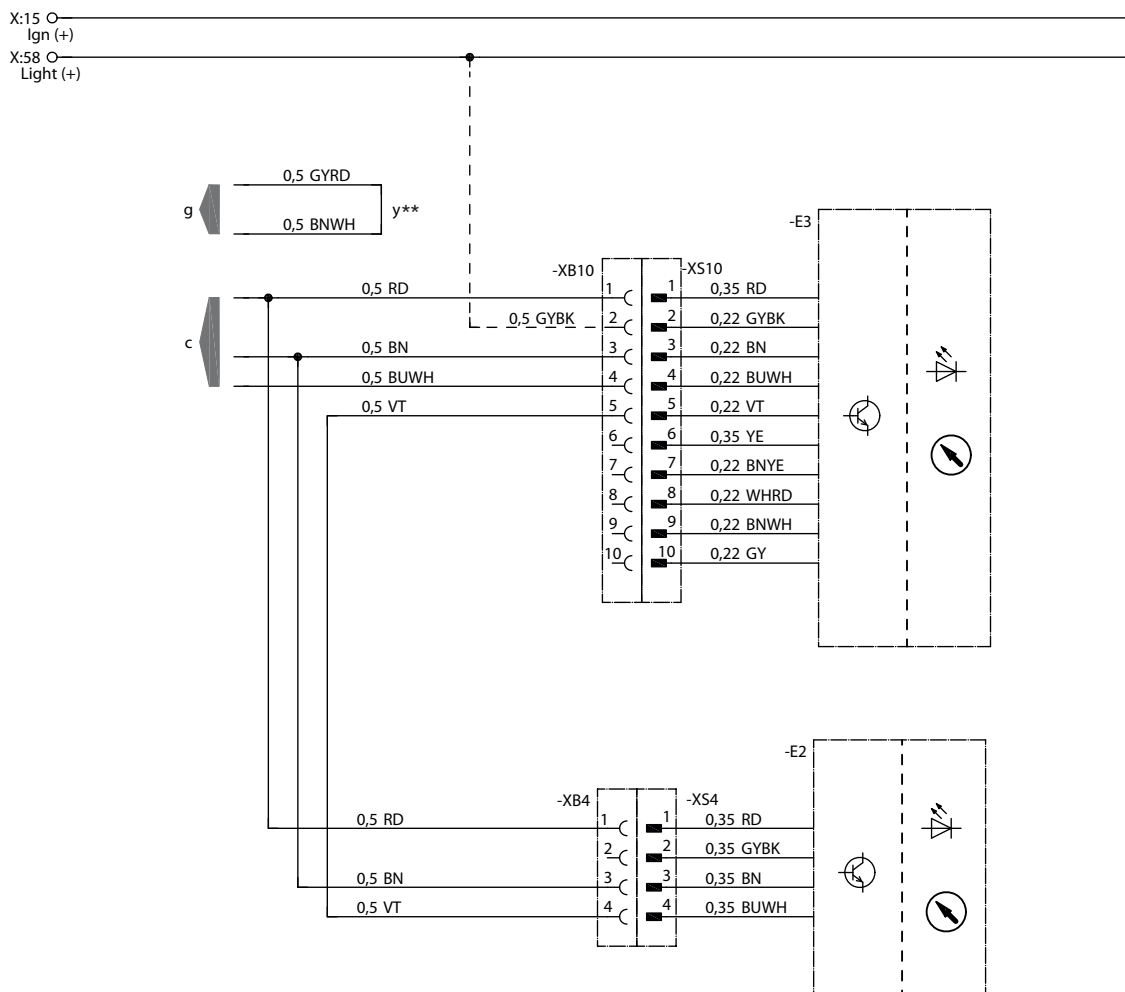 X:15
Ign (+)
X:58
Light (+)
0,5 GYRD
g
y**
0,5 BNWH
-E3
-XB10
-XS10
0,5 RD
1
1
0,35 RD
0,5 GYBK
2
2
0,22 GYBK
c
0,5 BN
3
3
0,22 BN
0,5 BUWH
4
4
0,22 BUWH
0,5 VT
5
5
0,22 VT
6
6
0,35 YE
7
7
0,22 BNYE
8
8
0,22 WHRD
9
9
0,22 BNWH
10
10
0,22 GY
-E2
-XB4
-XS4
0,5 RD
1
1
0,35 RD
2
2
0,35 GYBK
0,5 BN
3
3
0,35 BN
0,5 VT
4
4
0,35 BUWH